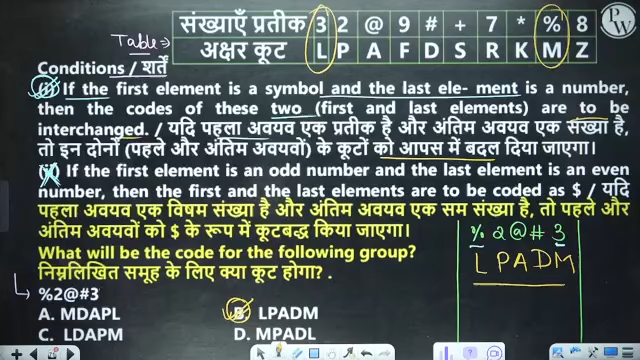 संख्याएँ प्रतीक 3 2 @ 9 # + 7 * % 8
Table
अक्षर कूट L P A F D S R K M Z
Conditions / शर्तें
(i) If the first element is a symbol and the last ele- ment is a number,
then the codes of these two (first and last elements) are to be
interchanged. / यदि पहला अवयव एक प्रतीक है और अंतिम अवयव एक संख्या है,
तो इन दोनों (पहले और अंतिम अवयवों) के कूटों को आपस में बदल दिया जाएगा।
If the first element is an odd number and the last element is an even
number, then the first and the last elements are to be coded as $ / यदि
पहला अवयव एक विषम संख्या है और अंतिम अवयव एक सम संख्या है, तो पहले और
अंतिम अवयवों को $ के रूप में कूटबद्ध किया जाएगा।
What will be the code for the following group?
निम्नलिखित समूह के लिए क्या कूट होगा? .
%2@#3
A. MDAPL B. LPADM
C. LDAPM D. MPADL
% 2 @ # 3
L P A D M
PW